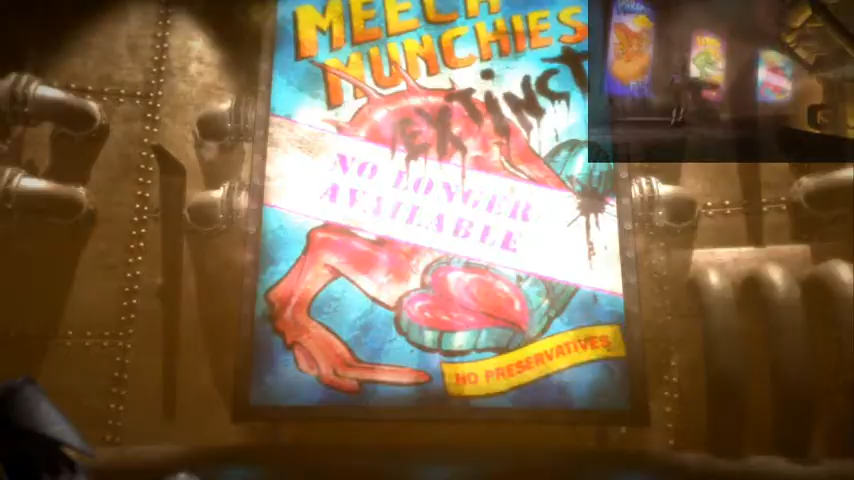 MEECH
MUNCHIES
EXTINCT
NO LONGER
AVAILABLE
NO PRESERVATIVES